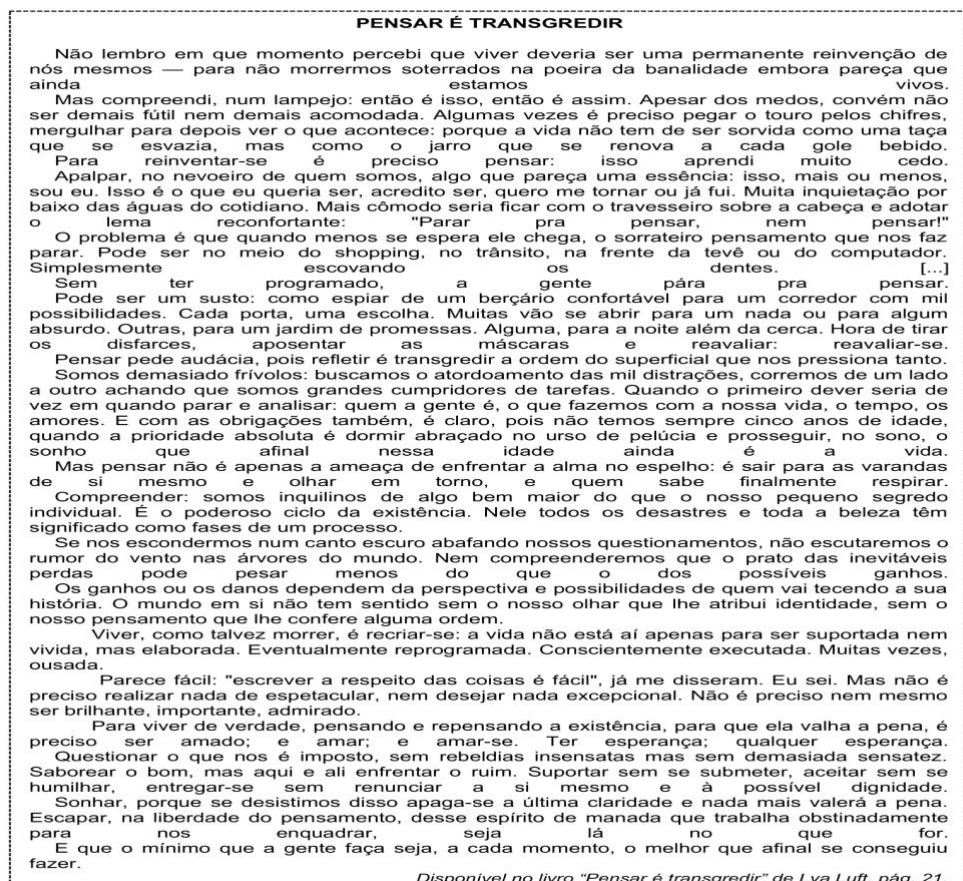 PENSAR É TRANSGREDIR
Não lembro em que momento percebi que viver deveria ser uma permanente reinvenção de
nós mesmos — para não morrermos soterrados na poeira da banalidade embora pareça que
ainda estamos vivos.
Mas compreendi, num lampejo: então é isso, então é assim. Apesar dos medos, convém não
ser demais fútil nem demais acomodada. Algumas vezes é preciso pegar o touro pelos chifres,
mergulhar para depois ver o que acontece: porque a vida não tem de ser sorvida como uma taça
que se esvazia, mas como o jarro que se renova a cada gole bebido.
Para reinventar-se é preciso pensar: isso aprendi muito cedo.
Apalpar, no nevoeiro de quem somos, algo que pareça uma essência: isso, mais ou menos,
sou eu. Isso é o que eu queria ser, acredito ser, quero me tornar ou já fui. Muita inquietação por
baixo das águas do cotidiano. Mais cômodo seria ficar com o travesseiro sobre a cabeça e adotar
o lema reconfortante: "Parar pra pensar, nem pensar!"
O problema é que quando menos se espera ele chega, o sorrateiro pensamento que nos faz
parar. Pode ser no meio do shopping, no trânsito, na frente da tevê ou do computador.
Simplesmente escovando os dentes. [...]
Sem ter programado, a gente pára pra pensar.
Pode ser um susto: como espiar de um berçário confortável para um corredor com mil
possibilidades. Cada porta, uma escolha. Muitas vão se abrir para um nada ou para algum
absurdo. Outras, para um jardim de promessas. Alguma, para a noite além da cerca. Hora de tirar
os disfarces, aposentar as máscaras e reavaliar: reavaliar-se.
Pensar pede audácia, pois refletir é transgredir a ordem do superficial que nos pressiona tanto.
Somos demasiado frívolos: buscamos o atordoamento das mil distrações, corremos de um lado
a outro achando que somos grandes cumpridores de tarefas. Quando o primeiro dever seria de
vez em quando parar e analisar: quem a gente é, o que fazemos com a nossa vida, o tempo, os
amores. E com as obrigações também, é claro, pois não temos sempre cinco anos de idade,
quando a prioridade absoluta é dormir abraçado no urso de pelúcia e prosseguir, no sono, o
sonho que afinal nessa idade ainda é a vida.
Mas pensar não é apenas a ameaça de enfrentar a alma no espelho: é sair para as varandas
de si mesmo e olhar em torno, e quem sabe finalmente respirar.
Compreender: somos inquilinos de algo bem maior do que o nosso pequeno segredo
individual. É o poderoso ciclo da existência. Nele todos os desastres e toda a beleza têm
significado como fases de um processo.
Se nos escondermos num canto escuro abafando nossos questionamentos, não escutaremos o
rumor do vento nas árvores do mundo. Nem compreenderemos que o prato das inevitáveis
perdas pode pesar menos do que o dos possíveis ganhos.
Os ganhos ou os danos dependem da perspectiva e possibilidades de quem vai tecendo a sua
história. O mundo em si não tem sentido sem o nosso olhar que lhe atribui identidade, sem o
nosso pensamento que lhe confere alguma ordem.
Viver, como talvez morrer, é recriar-se: a vida não está aí apenas para ser suportada nem
vivida, mas elaborada. Eventualmente reprogramada. Conscientemente executada. Muitas vezes,
ousada.
Parece fácil: "escrever a respeito das coisas é fácil", já me disseram. Eu sei. Mas não é
preciso realizar nada de espetacular, nem desejar nada excepcional. Não é preciso nem mesmo
ser brilhante, importante, admirado.
Para viver de verdade, pensando e repensando a existência, para que ela valha a pena, é
preciso ser amado; e amar; e amar-se. Ter esperança; qualquer esperança.
Questionar o que nos é imposto, sem rebeldias insensatas mas sem demasiada sensatez.
Saborear o bom, mas aqui e ali enfrentar o ruim. Suportar sem se submeter, aceitar sem se
humilhar, entregar-se sem renunciar a si mesmo e à possível dignidade.
Sonhar, porque se desistimos disso apaga-se a última claridade e nada mais valerá a pena.
Escapar, na liberdade do pensamento, desse espírito de manada que trabalha obstinadamente
para nos enquadrar, seja lá no que for.
E que o mínimo que a gente faça seja, a cada momento, o melhor que afinal se conseguiu
fazer.
Disponível no livro "Pensar é transgredir" de Lya Luft, pág. 21.